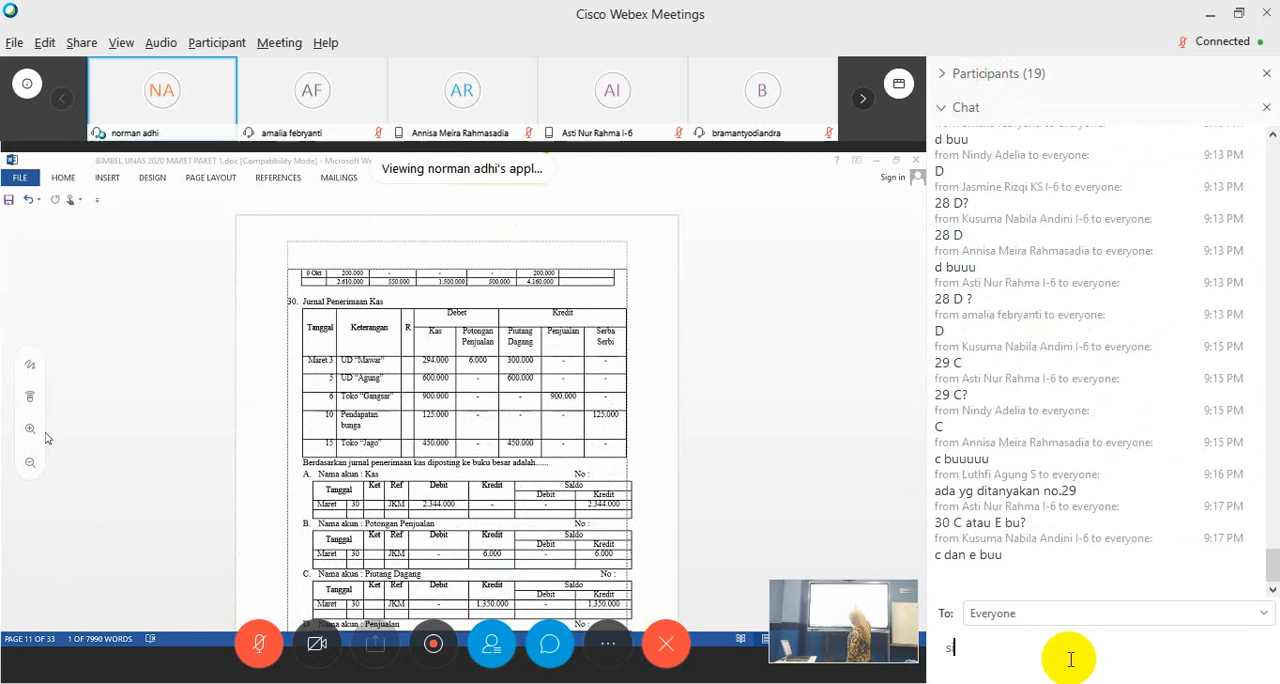 Cisco Webex Meetings
File Edit Share View Audio Participant Meeting Help
Connected
NA AF AR AI B
norman adhi amalia febryanti Annisa Meira Rahmasadia Asti Nur Rahma I-6 bramantyodiandra
BIMBEL UNAS 2020 MARET PAKET 1.doc [Compatibility Mode] - Microsoft W
Viewing norman adhi's appl...
FILE HOME INSERT DESIGN PAGE LAYOUT REFERENCES MAILINGS Sign in
9 Okt 200.000 - - - 200.000
2.610.000 550.000 1.500.000 500.000 4.160.000
30. Jurnal Penerimaan Kas
Tanggal Keterangan R Debet Kredit
Kas Potongan Penjualan Piutang Dagang Penjualan Serba Serbi
Maret 3 UD "Mawar" 294.000 6.000 300.000 - -
5 UD "Agung" 600.000 - 600.000 - -
6 Toko "Gangsar" 900.000 - - 900.000 -
10 Pendapatan bunga 125.000 - - - 125.000
15 Toko "Jago" 450.000 - 450.000 - -
Berdasarkan jurnal penerimaan kas diposting ke buku besar adalah......
A. Nama akun : Kas No :
Tanggal Ket Ref Debit Kredit Saldo
Debit Kredit
Maret 30 JKM 2.344.000 - - 2.344.000
B. Nama akun : Potongan Penjualan No :
Tanggal Ket Ref Debit Kredit Saldo
Debit Kredit
Maret 30 JKM - 6.000 - 6.000
C. Nama akun : Piutang Dagang No :
Tanggal Ket Ref Debit Kredit Saldo
Debit Kredit
Maret 30 JKM - 1.350.000 - 1.350.000
D. Nama akun : Penjualan No :
PAGE 11 OF 33 1 OF 7990 WORDS
Participants (19)
Chat
d buu
from Nindy Adelia to everyone: 9:13 PM
D
from Jasmine Rizqi KS I-6 to everyone: 9:13 PM
28 D?
from Kusuma Nabila Andini I-6 to everyone: 9:13 PM
28 D
from Annisa Meira Rahmasadia to everyone: 9:13 PM
d buuu
from Asti Nur Rahma I-6 to everyone: 9:13 PM
28 D ?
from amalia febryanti to everyone: 9:13 PM
D
from Kusuma Nabila Andini I-6 to everyone: 9:15 PM
29 C
from Asti Nur Rahma I-6 to everyone: 9:15 PM
29 C?
from Nindy Adelia to everyone: 9:15 PM
C
from Annisa Meira Rahmasadia to everyone: 9:15 PM
c buuuuu
from Luthfi Agung S to everyone: 9:16 PM
ada yg ditanyakan no.29
from Asti Nur Rahma I-6 to everyone: 9:17 PM
30 C atau E bu?
from Kusuma Nabila Andini I-6 to everyone: 9:17 PM
c dan e buu
To: Everyone
si